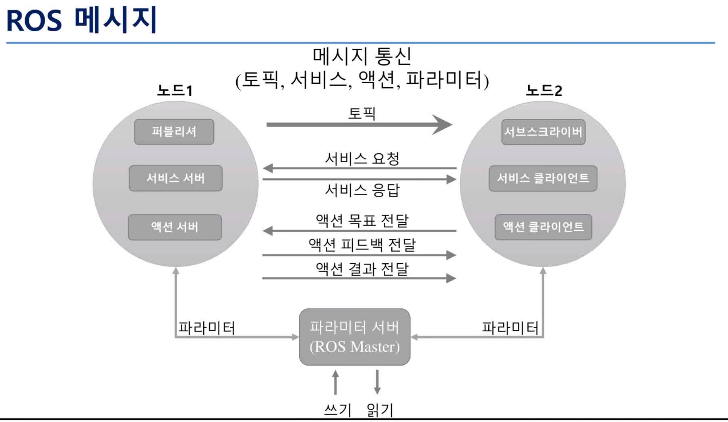 ROS 메시지
메시지 통신
(토픽, 서비스, 액션, 파라미터)
노드1
노드2
퍼블리셔
토픽
서브스크라이버
서비스 서버
서비스 요청
서비스 응답
서비스 클라이언트
액션 서버
액션 목표 전달
액션 피드백 전달
액션 결과 전달
액션 클라이언트
파라미터
파라미터 서버
(ROS Master)
파라미터
쓰기
읽기